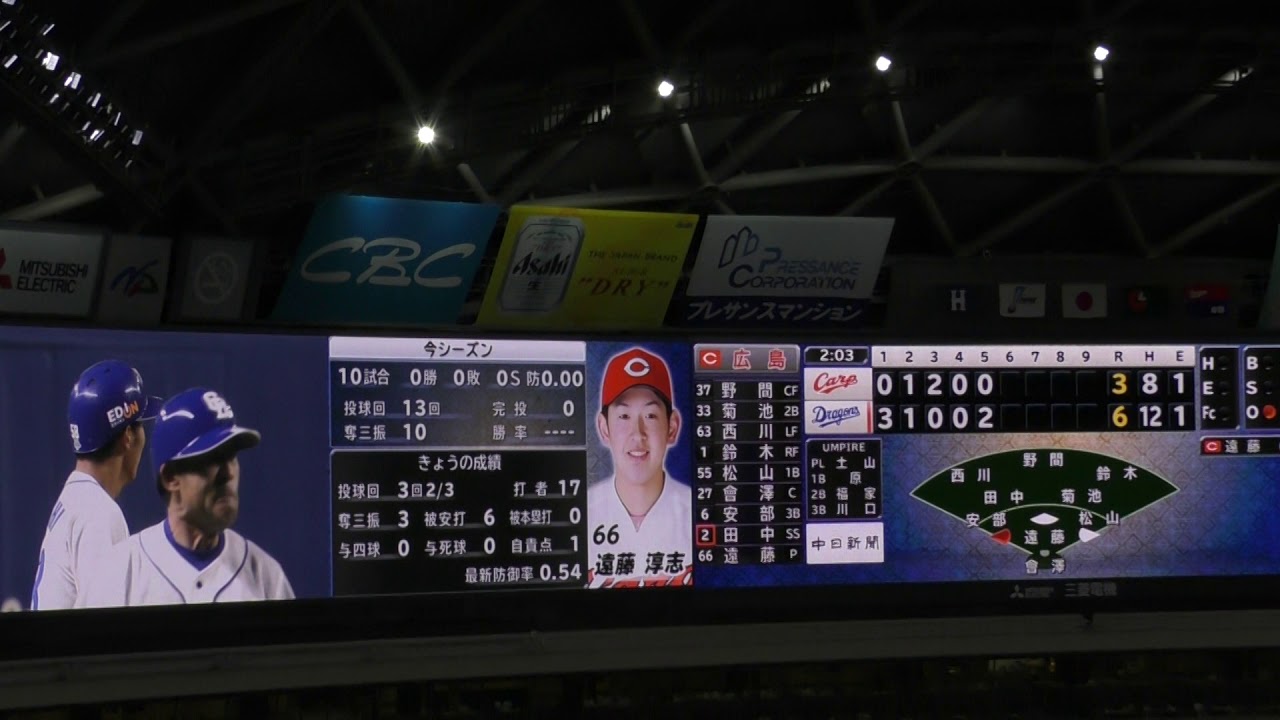 MITSUBISHI
ELECTRIC
CBC
Asahi
生
THE JAPAN BRAND
SUPER
"DRY"
PRESSANCE
CORPORATION
プレサンスマンション
H
EDION
今シーズン
10試合 0勝 0敗 0S 防0.00
投球回 13回 完投 0
奪三振 10 勝率 ----
きょうの成績
投球回 3回2/3 打者 17
奪三振 3 被安打 6 被本塁打 0
与四球 0 与死球 0 自責点 1
最新防御率 0.54
66
遠藤 淳志
C 広島
37 野間 CF
33 菊池 2B
63 西川 LF
1 鈴木 RF
55 松山 1B
27 會澤 C
6 安部 3B
2 田中 SS
66 遠藤 P
2:03
1 2 3 4 5 6 7 8 9 R H E
Carp 0 1 2 0 0 3 8 1
Dragons 3 1 0 0 2 6 12 1
UMPIRE
PL 土山
1B 原
2B 福家
3B 川口
中日新聞
野間
西川 鈴木
田中 菊池
安部 松山
遠藤
會澤
H
E
Fc
B
S
O
C 遠藤
三菱電機